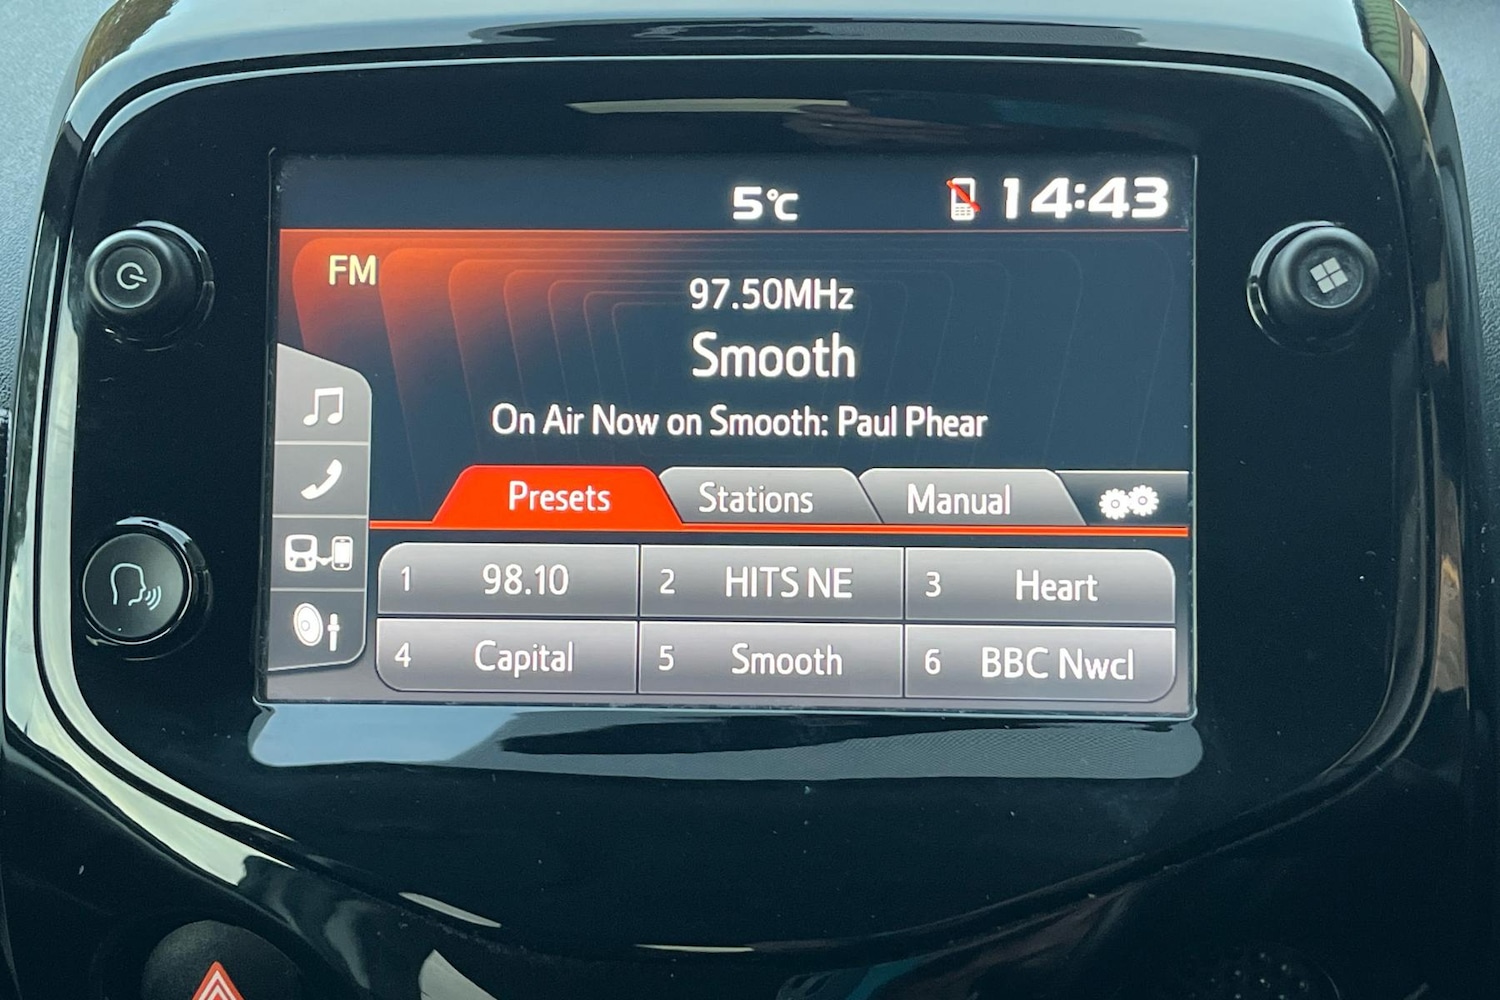 5°C 14:43
FM
97.50MHz
Smooth
On Air Now on Smooth: Paul Phear
Presets Stations Manual
1 98.10 2 HITS NE 3 Heart
4 Capital 5 Smooth 6 BBC Nwcl